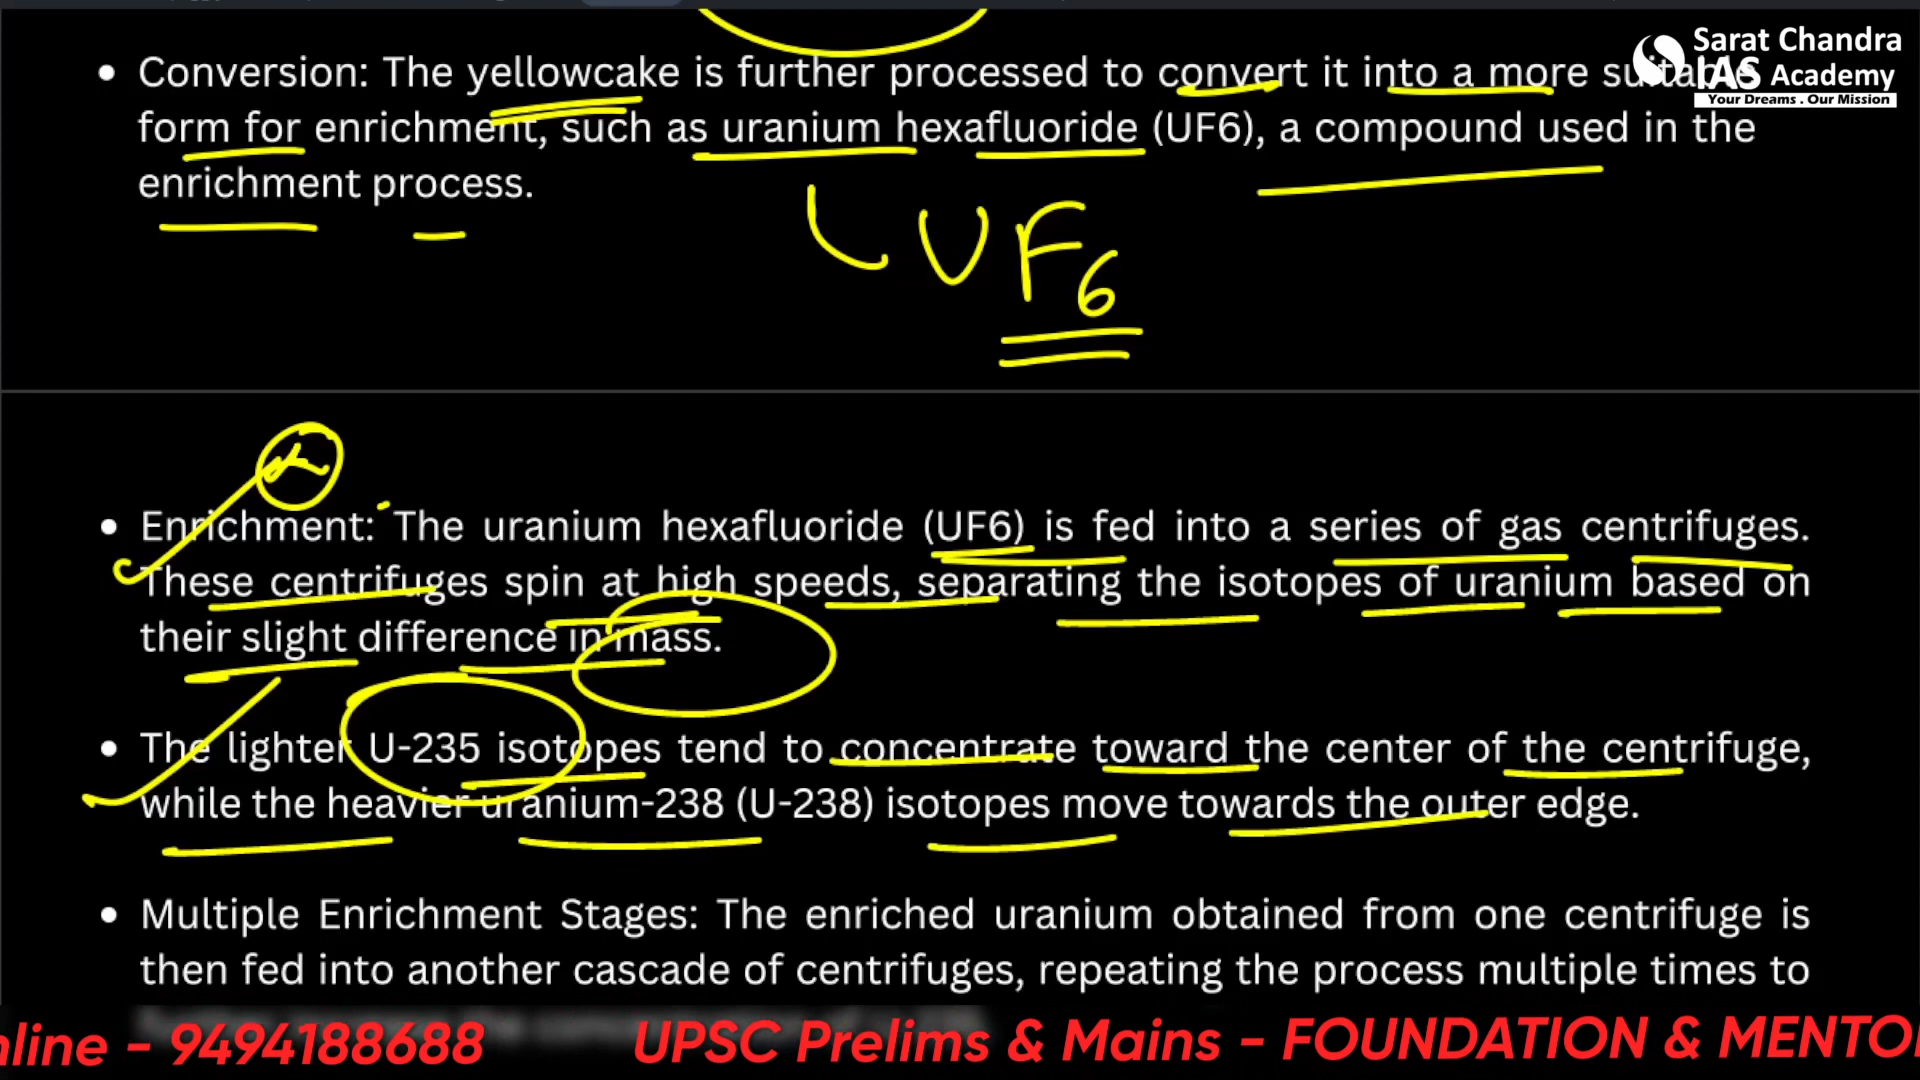 Sarat Chandra
IAS Academy
Your Dreams . Our Mission
• Conversion: The yellowcake is further processed to convert it into a more suitable
form for enrichment, such as uranium hexafluoride (UF6), a compound used in the
enrichment process.
UF6
• Enrichment: The uranium hexafluoride (UF6) is fed into a series of gas centrifuges.
These centrifuges spin at high speeds, separating the isotopes of uranium based on
their slight difference in mass.
• The lighter U-235 isotopes tend to concentrate toward the center of the centrifuge,
while the heavier uranium-238 (U-238) isotopes move towards the outer edge.
• Multiple Enrichment Stages: The enriched uranium obtained from one centrifuge is
then fed into another cascade of centrifuges, repeating the process multiple times to
nline - 9494188688 UPSC Prelims & Mains - FOUNDATION & MENTO